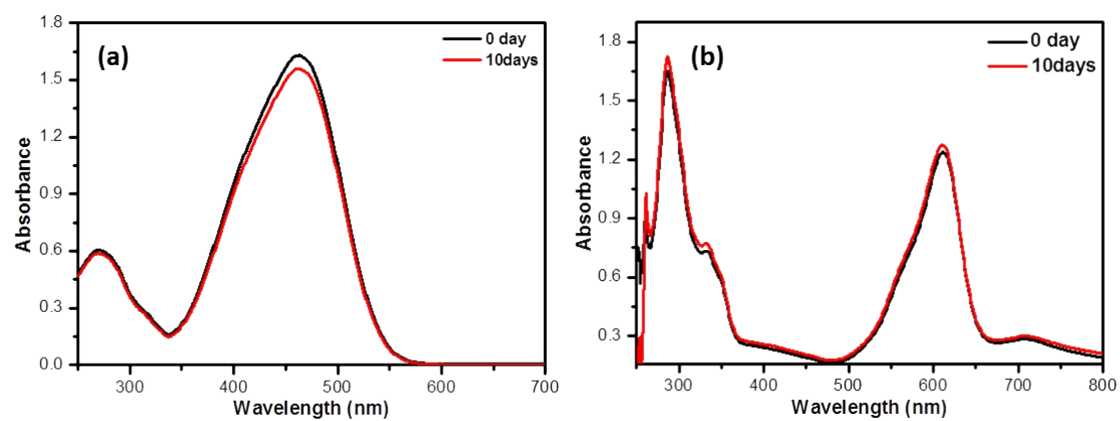 (a)
0 day
10days
Absorbance
1.8
1.5
1.2
0.9
0.6
0.3
0.0
300 400 500 600 700
Wavelength (nm)
(b)
0 day
10days
Absorbance
1.8
1.5
1.2
0.9
0.6
0.3
300 400 500 600 700 800
Wavelength (nm)